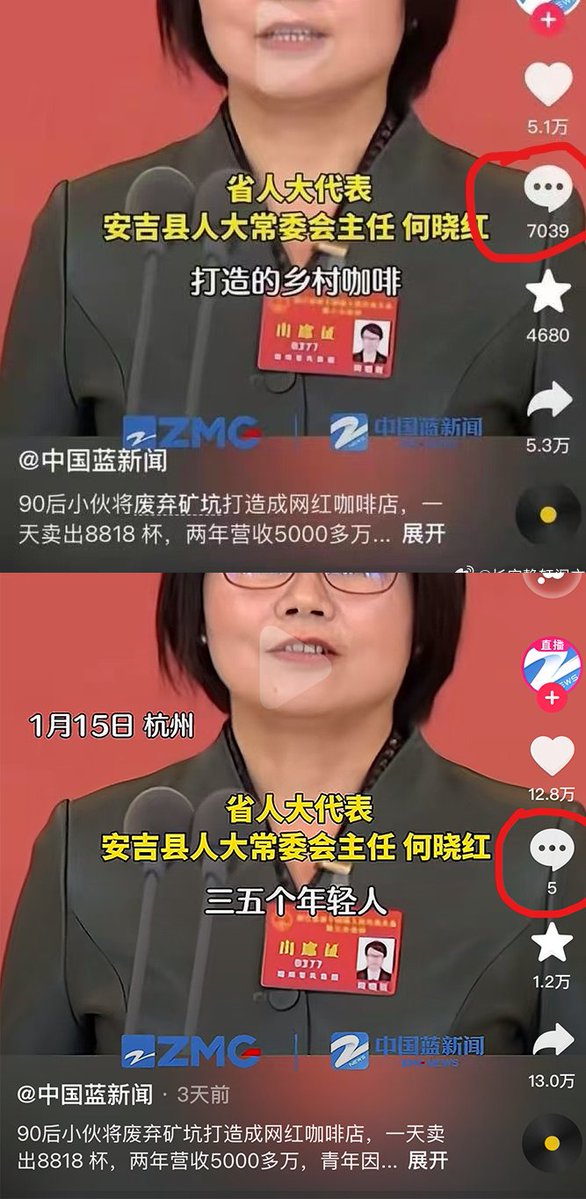 5.1万
省人大代表
安吉县人大常委会主任 何晓红
7039
打造的乡村咖啡
出席证
0377
4680
ZMG
中国蓝新闻
5.3万
@中国蓝新闻
90后小伙将废弃矿坑打造成网红咖啡店，一
天卖出8818 杯，两年营收5000多万... 展开
直播
NEWS
1月15日 杭州
12.8万
省人大代表
安吉县人大常委会主任 何晓红
5
三五个年轻人
出席证
0377
1.2万
ZMG
中国蓝新闻
13.0万
@中国蓝新闻 · 3天前
90后小伙将废弃矿坑打造成网红咖啡店，一天卖
出8818 杯，两年营收5000多万，青年因... 展开